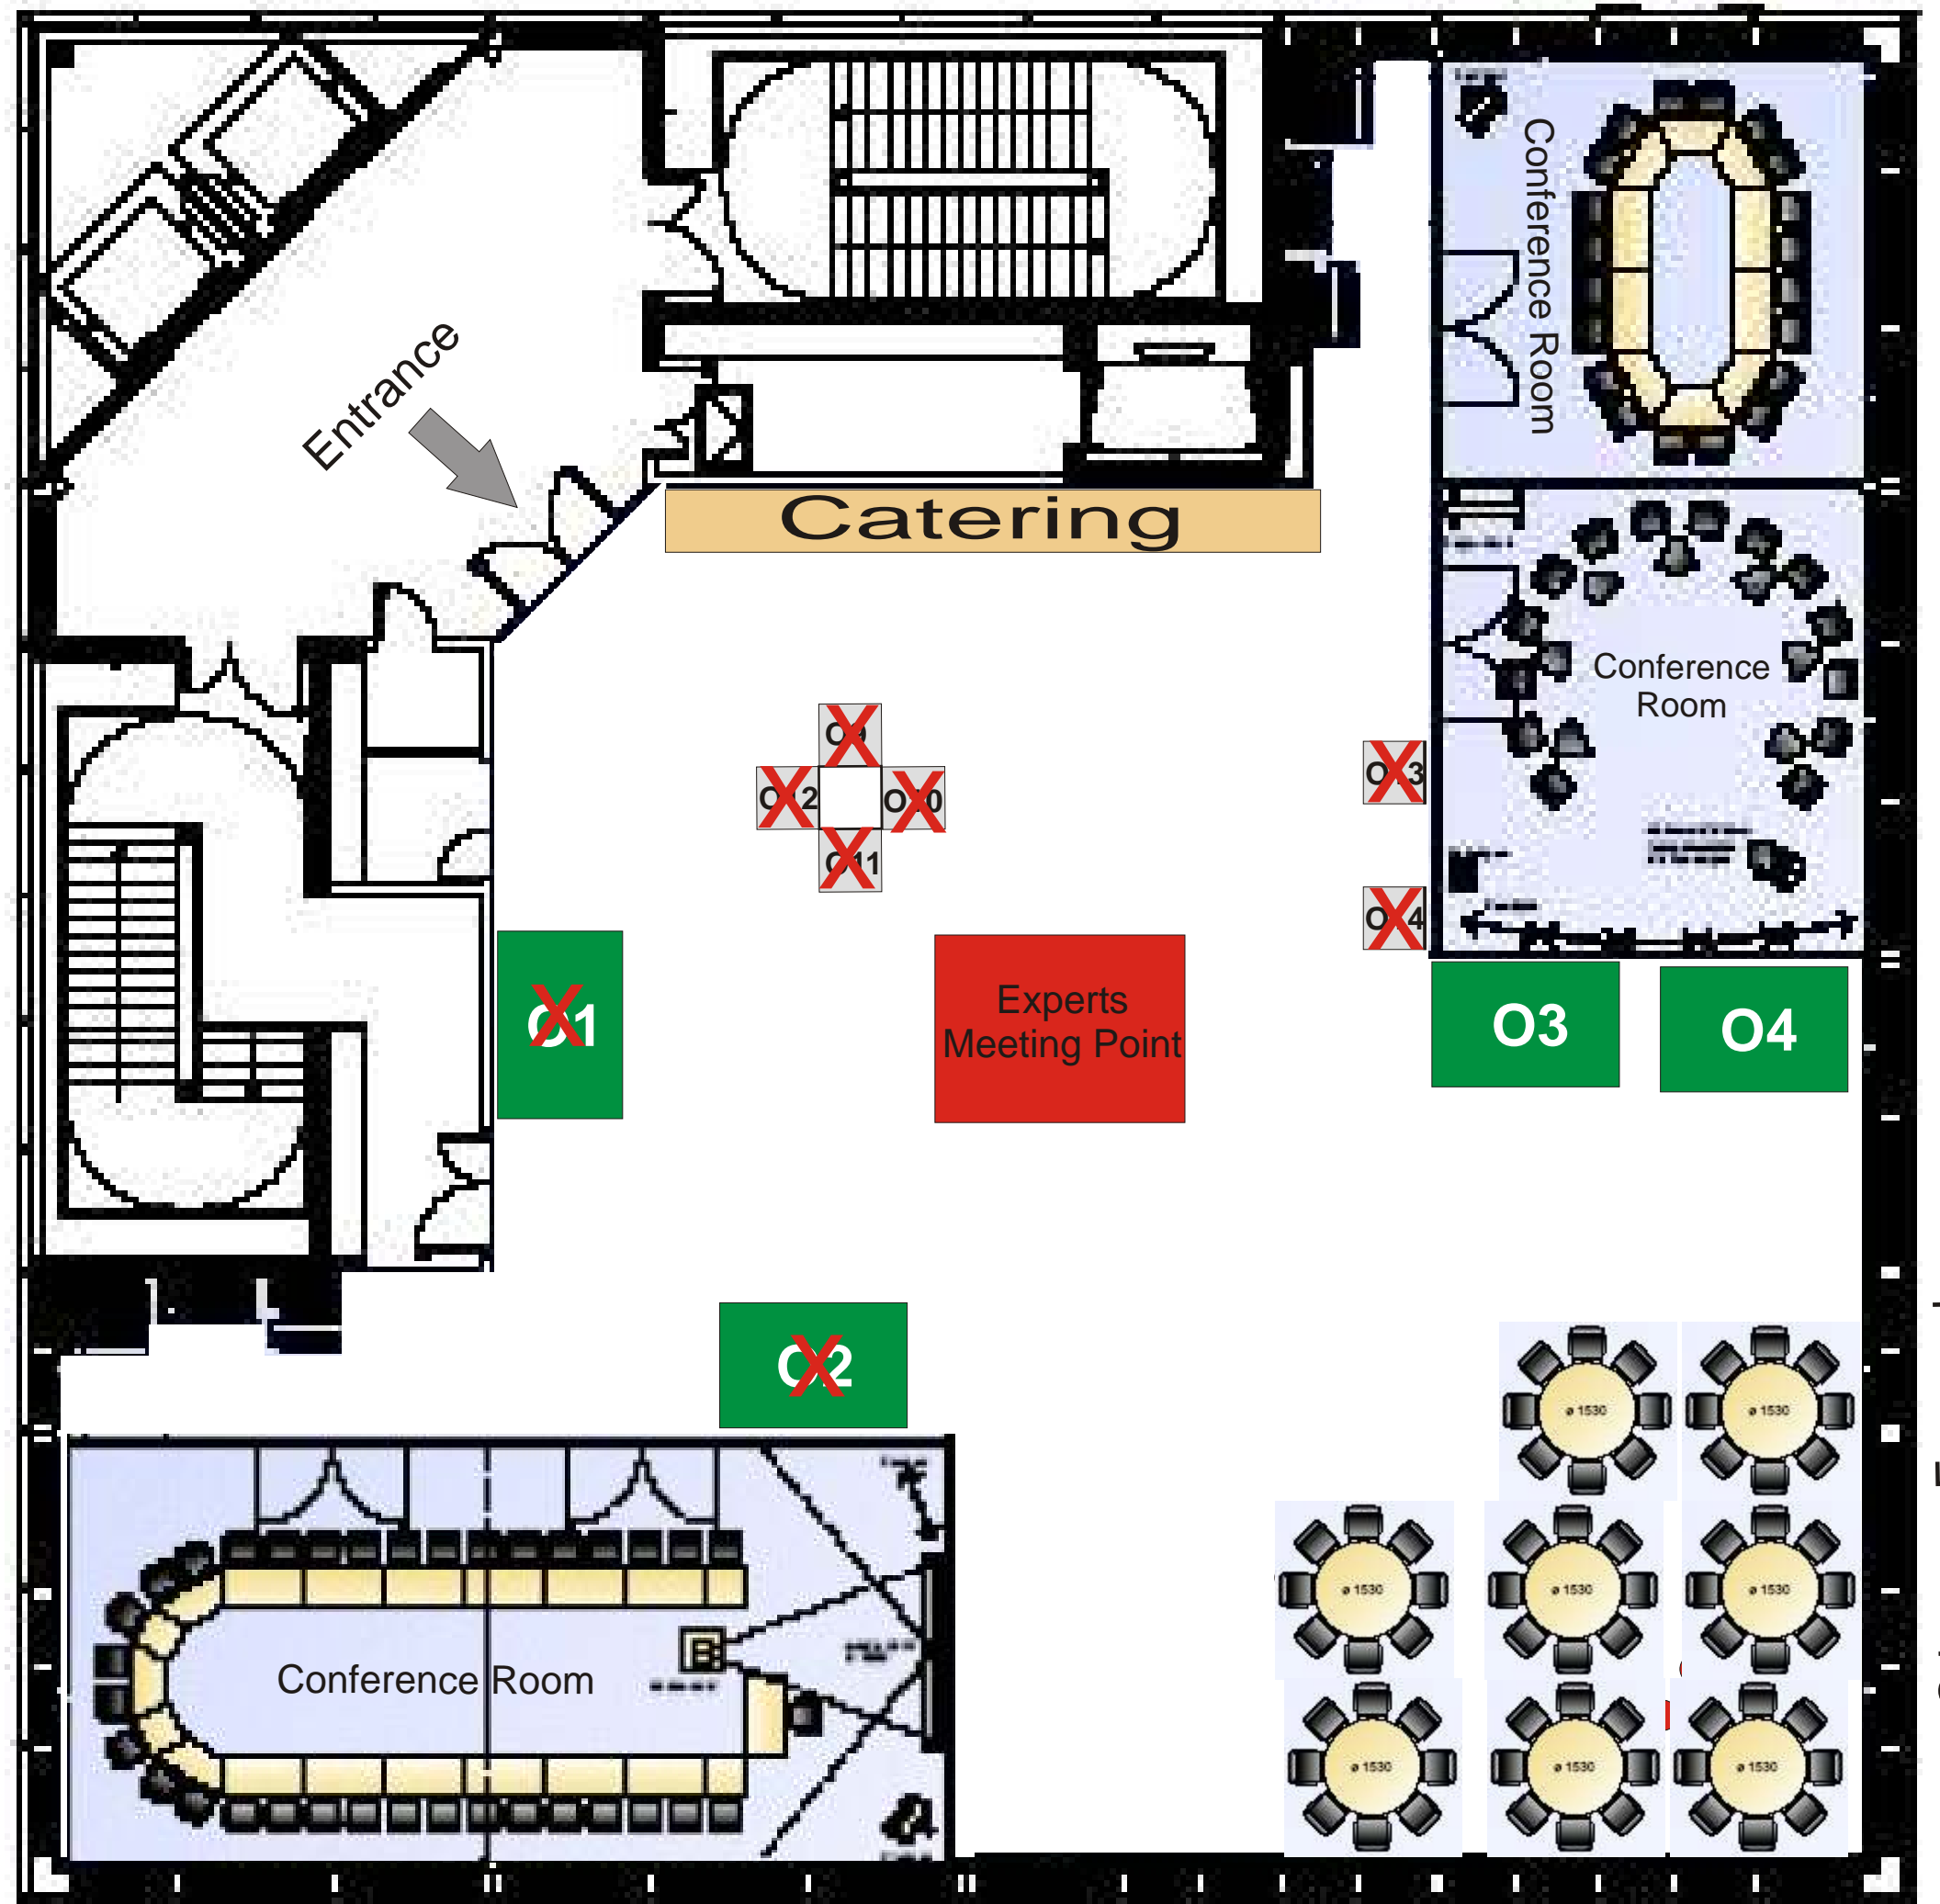 Conference Room
Entrance
Catering
Conference
Room
O9
O12
O10
O11
O13
O14
O1
Experts
Meeting Point
O3
O4
O2
ø 1530
ø 1530
ø 1530
ø 1530
ø 1530
Conference Room
ø 1530
ø 1530
ø 1530